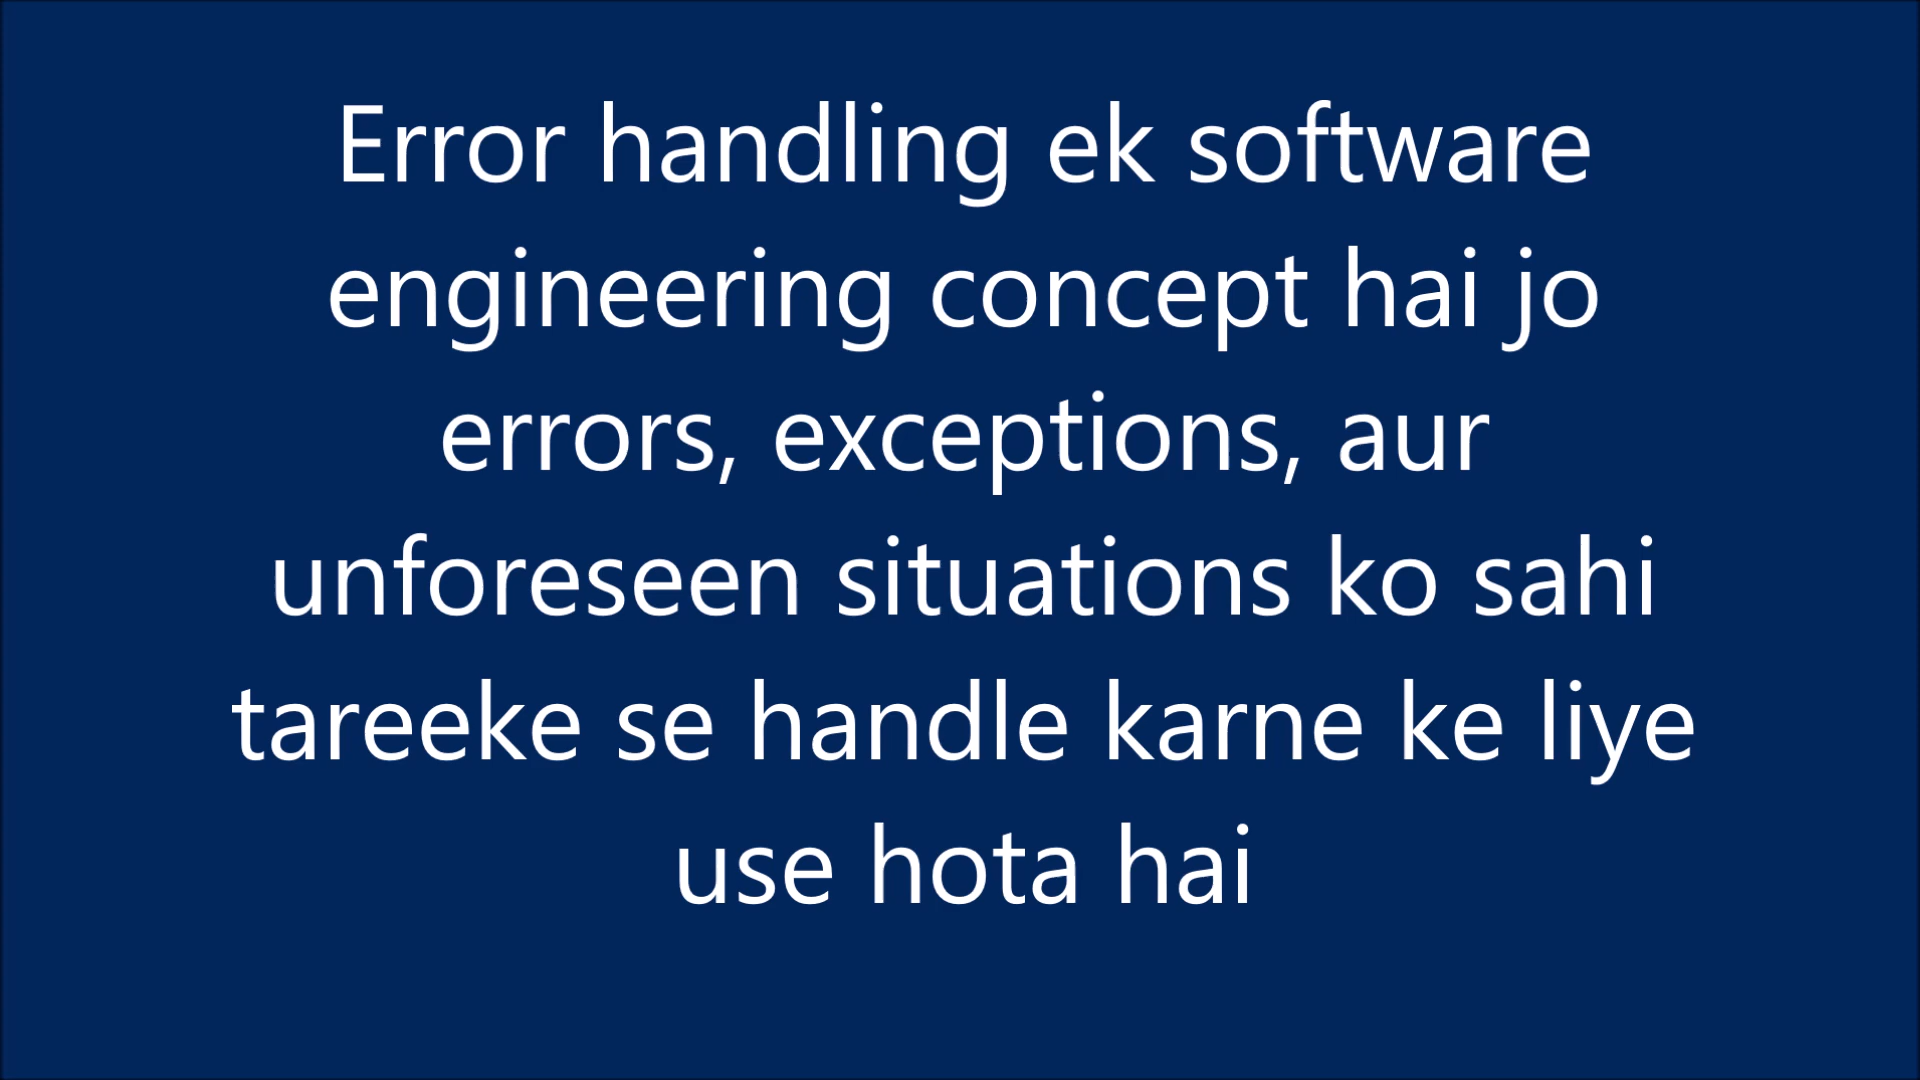 Error handling ek software
engineering concept hai jo
errors, exceptions, aur
unforeseen situations ko sahi
tareeke se handle karne ke liye
use hota hai